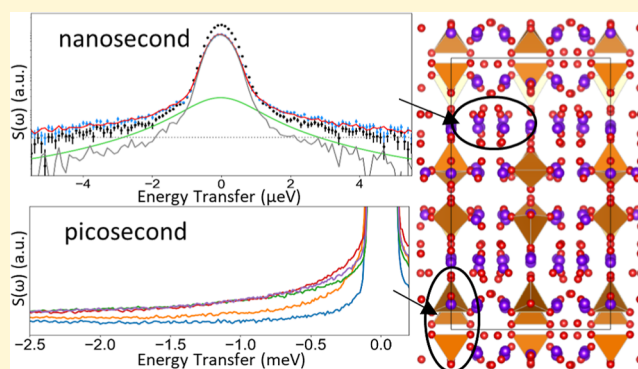 nanosecond
S(ω) (a.u.)
−4 −2 0 2 4
Energy Transfer (μeV)
picosecond
S(ω) (a.u.)
−2.5 −2.0 −1.5 −1.0 −0.5 0.0
Energy Transfer (meV)